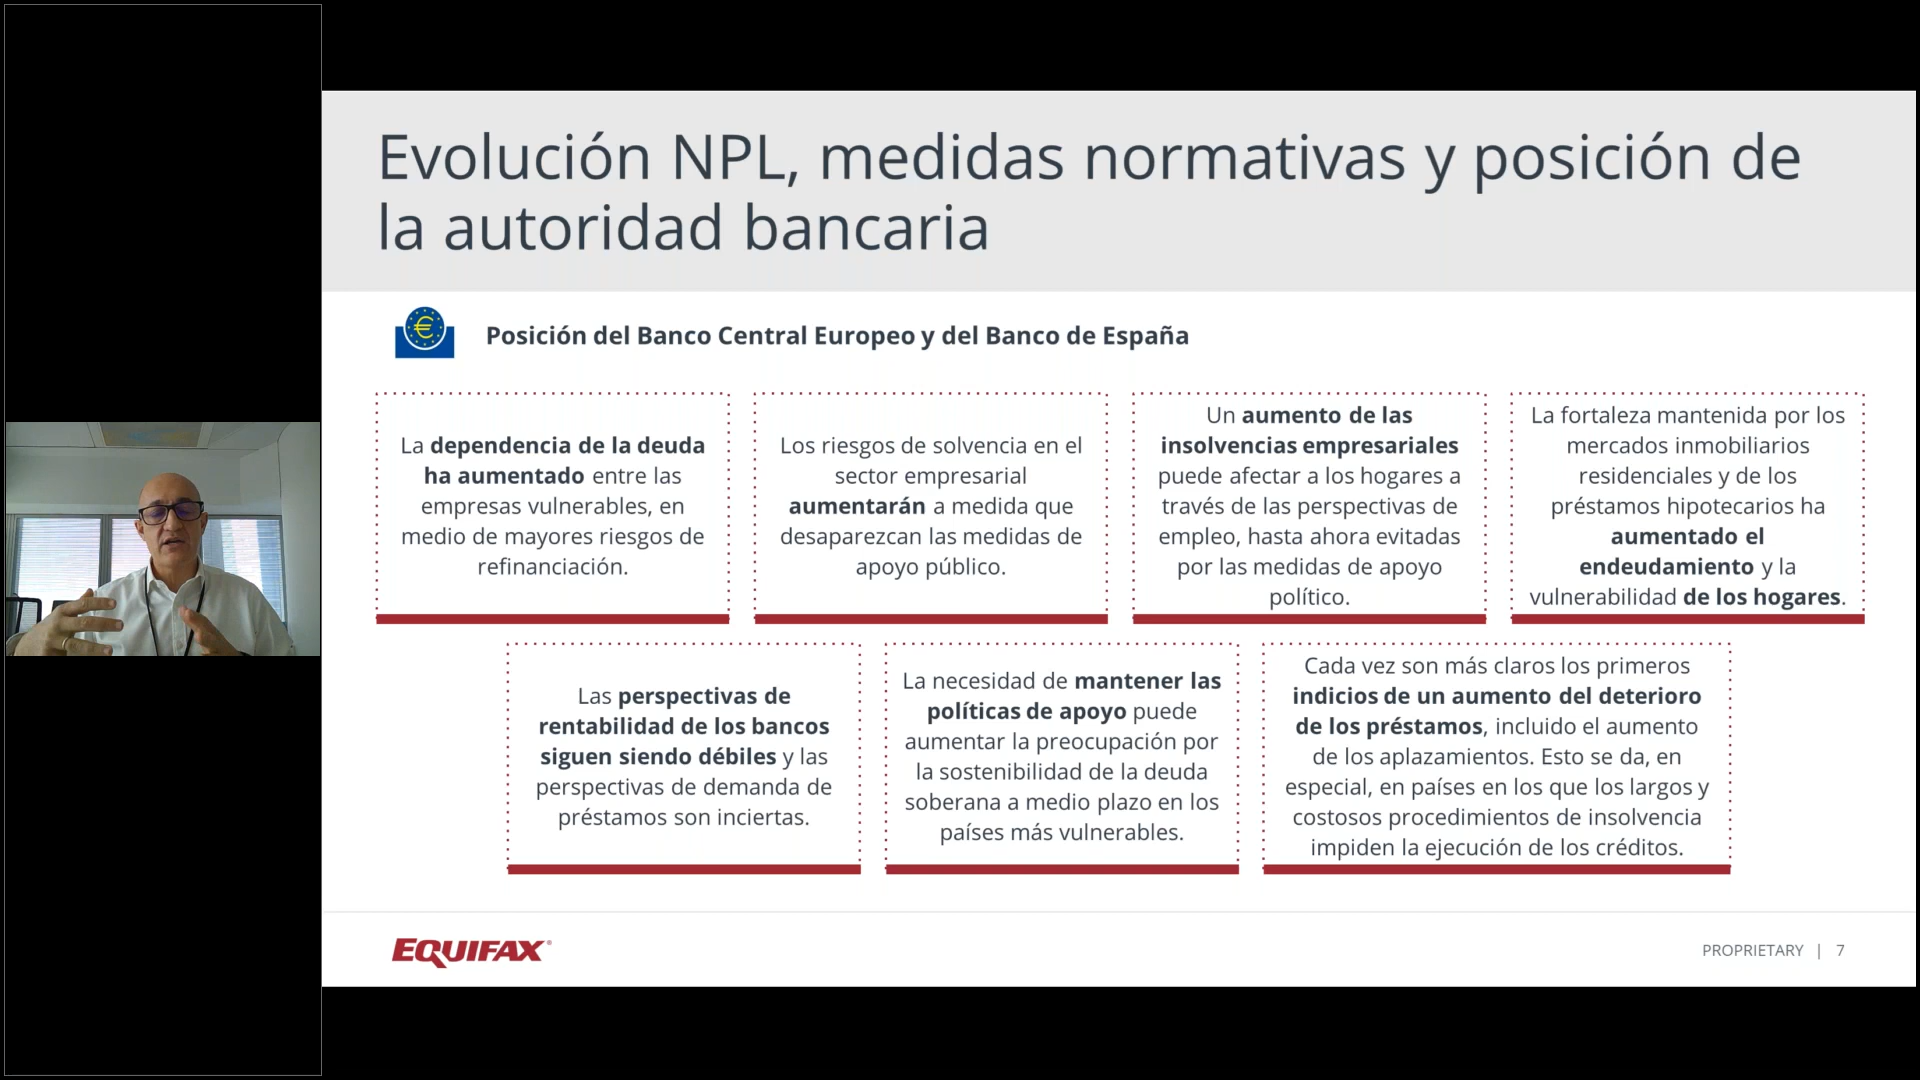 Evolución NPL, medidas normativas y posición de
la autoridad bancaria
Posición del Banco Central Europeo y del Banco de España
La dependencia de la deuda
ha aumentado entre las
empresas vulnerables, en
medio de mayores riesgos de
refinanciación.
Los riesgos de solvencia en el
sector empresarial
aumentarán a medida que
desaparezcan las medidas de
apoyo público.
Un aumento de las
insolvencias empresariales
puede afectar a los hogares a
través de las perspectivas de
empleo, hasta ahora evitadas
por las medidas de apoyo
político.
La fortaleza mantenida por los
mercados inmobiliarios
residenciales y de los
préstamos hipotecarios ha
aumentado el
endeudamiento y la
vulnerabilidad de los hogares.
Las perspectivas de
rentabilidad de los bancos
siguen siendo débiles y las
perspectivas de demanda de
préstamos son inciertas.
La necesidad de mantener las
políticas de apoyo puede
aumentar la preocupación por
la sostenibilidad de la deuda
soberana a medio plazo en los
países más vulnerables.
Cada vez son más claros los primeros
indicios de un aumento del deterioro
de los préstamos, incluido el aumento
de los aplazamientos. Esto se da, en
especial, en países en los que los largos y
costosos procedimientos de insolvencia
impiden la ejecución de los créditos.
EQUIFAX®
PROPRIETARY | 7